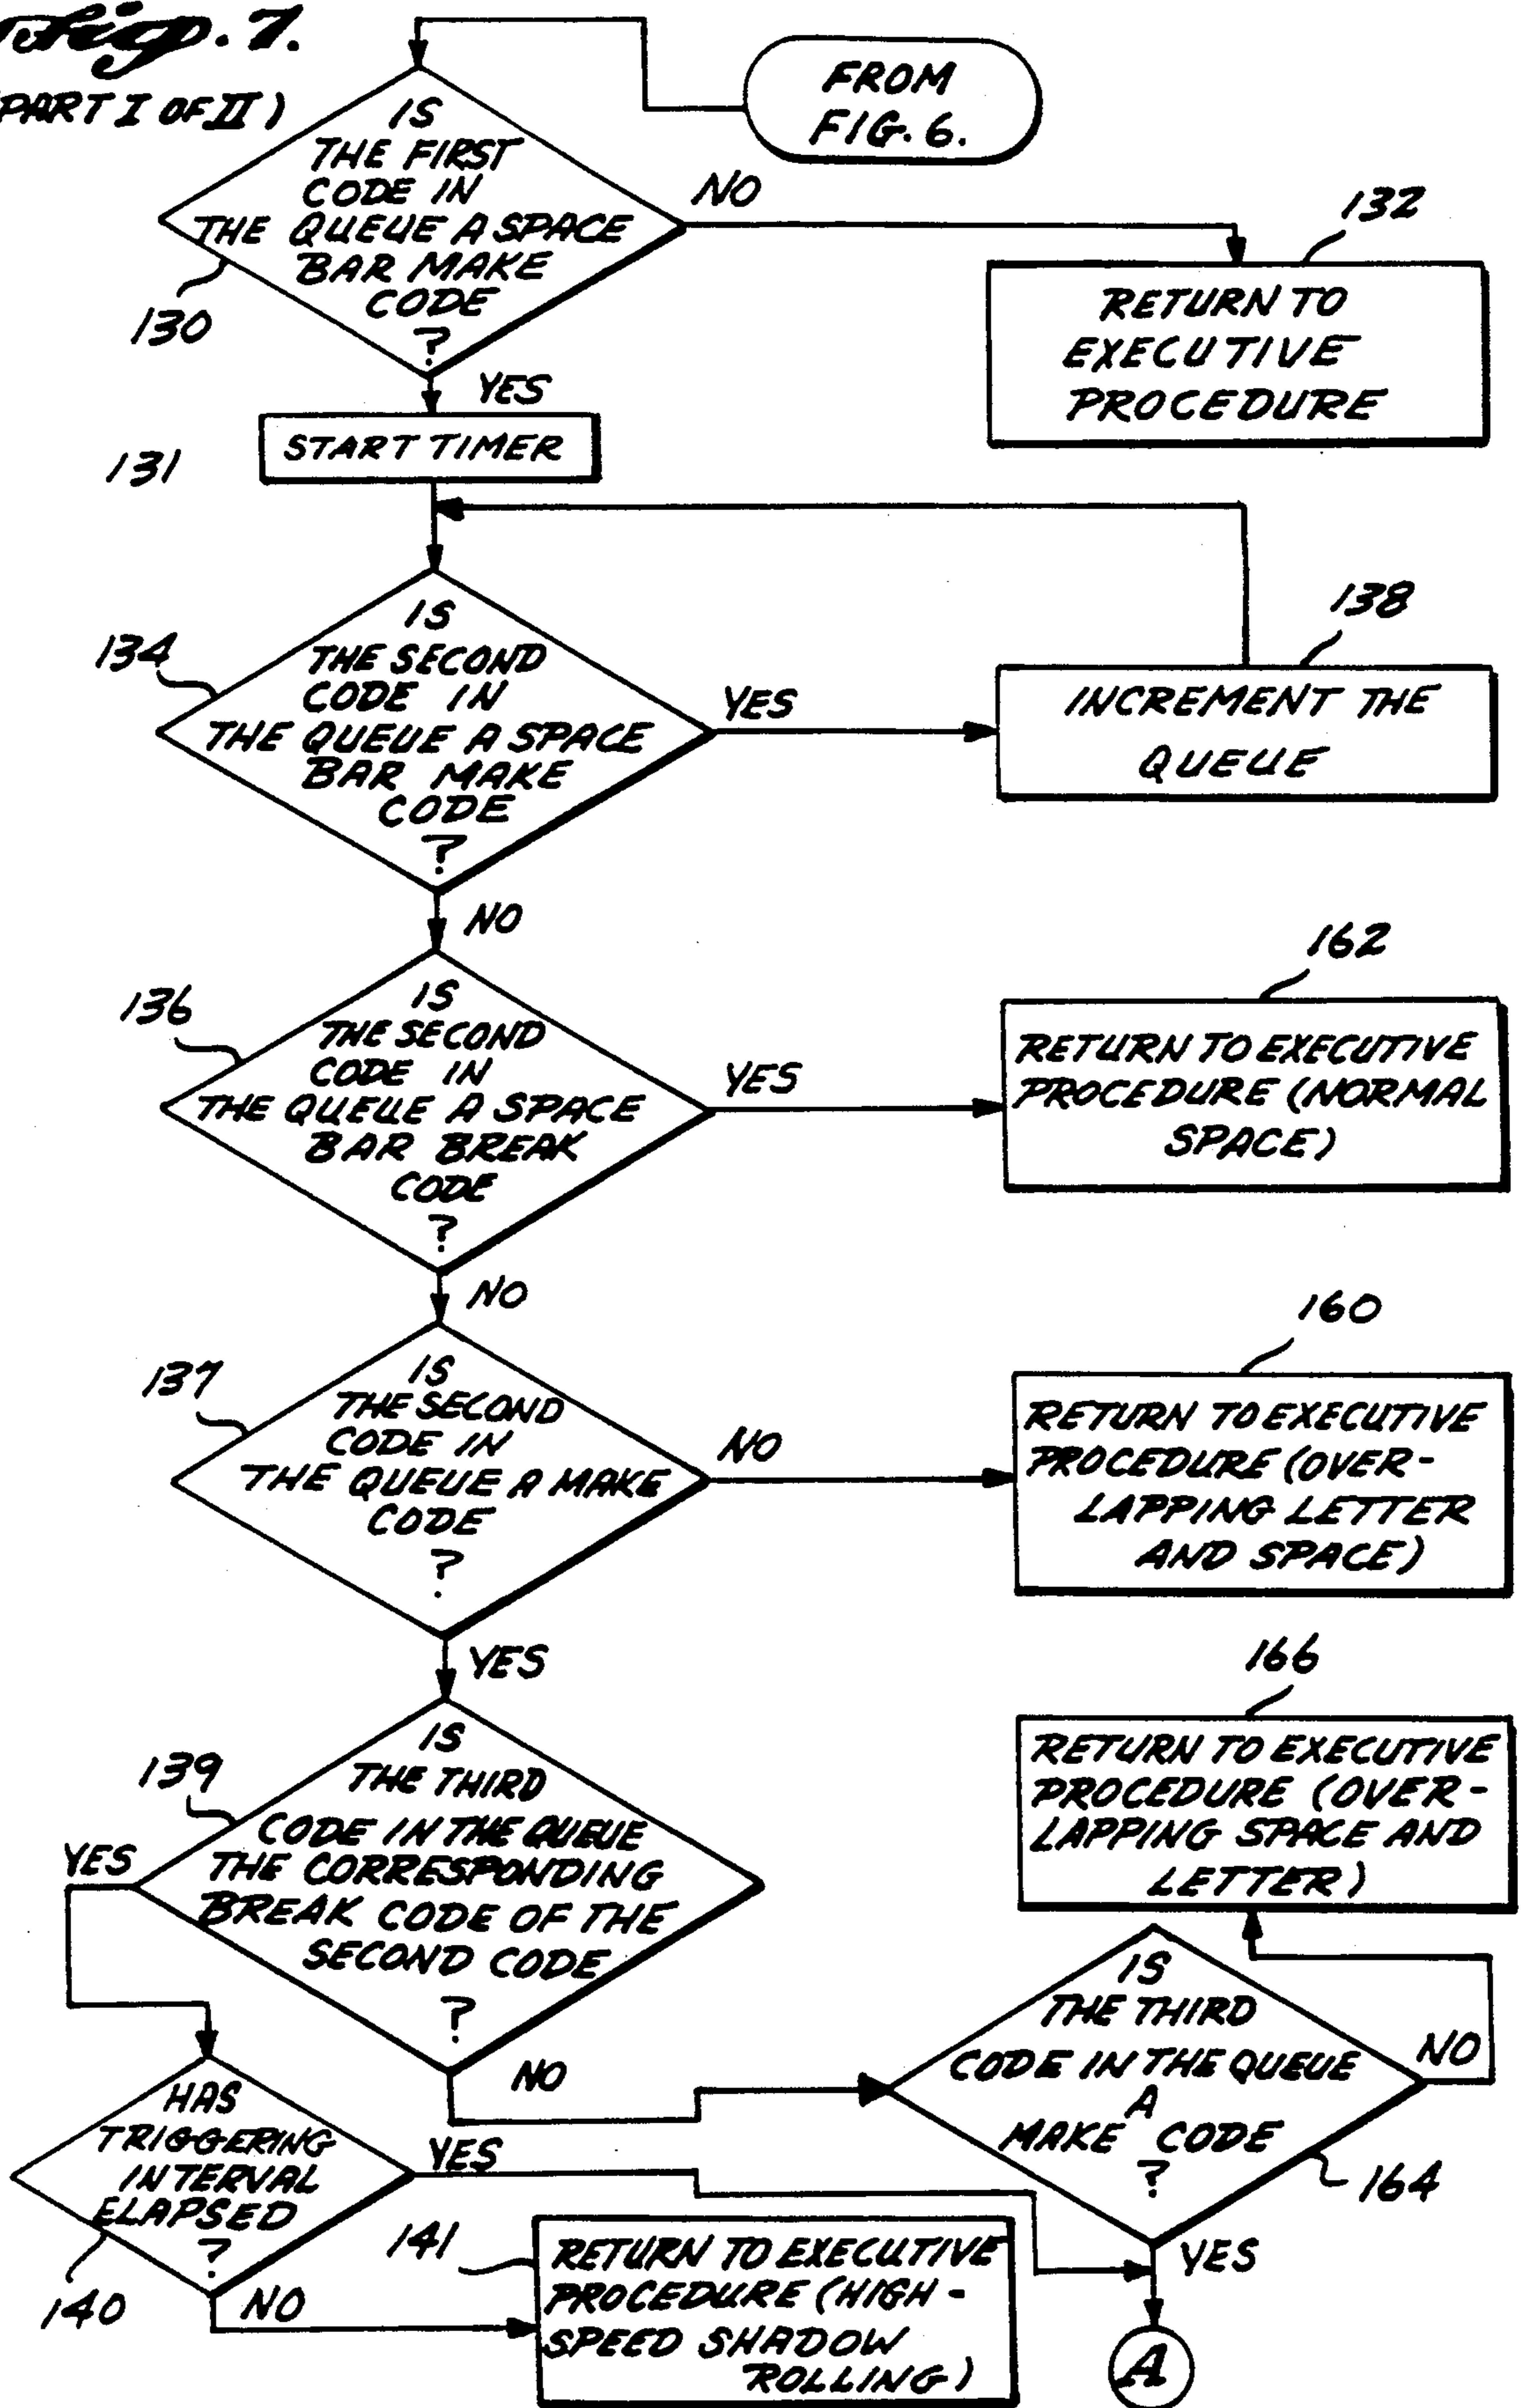 Fig. 7.
(PART I OF II)
FROM
FIG. 6.
IS
THE FIRST
CODE IN
THE QUEUE A SPACE
BAR MAKE
CODE
?
130
NO
132
RETURN TO
EXECUTIVE
PROCEDURE
YES
START TIMER
131
IS
THE SECOND
CODE IN
THE QUEUE A SPACE
BAR MAKE
CODE
?
134
YES
138
INCREMENT THE
QUEUE
NO
IS
THE SECOND
CODE IN
THE QUEUE A SPACE
BAR BREAK
CODE
?
136
YES
162
RETURN TO EXECUTIVE
PROCEDURE (NORMAL
SPACE)
NO
IS
THE SECOND
CODE IN
THE QUEUE A MAKE
CODE
?
137
NO
160
RETURN TO EXECUTIVE
PROCEDURE (OVER-
LAPPING LETTER
AND SPACE)
YES
IS
THE THIRD
CODE IN THE QUEUE
THE CORRESPONDING
BREAK CODE OF THE
SECOND CODE
?
139
YES
NO
166
RETURN TO EXECUTIVE
PROCEDURE (OVER-
LAPPING SPACE AND
LETTER)
IS
THE THIRD
CODE IN THE QUEUE
A
MAKE CODE
?
NO
164
YES
HAS
TRIGGERING
INTERVAL
ELAPSED
?
140
YES
NO
141
RETURN TO EXECUTIVE
PROCEDURE (HIGH-
SPEED SHADOW
ROLLING)
A